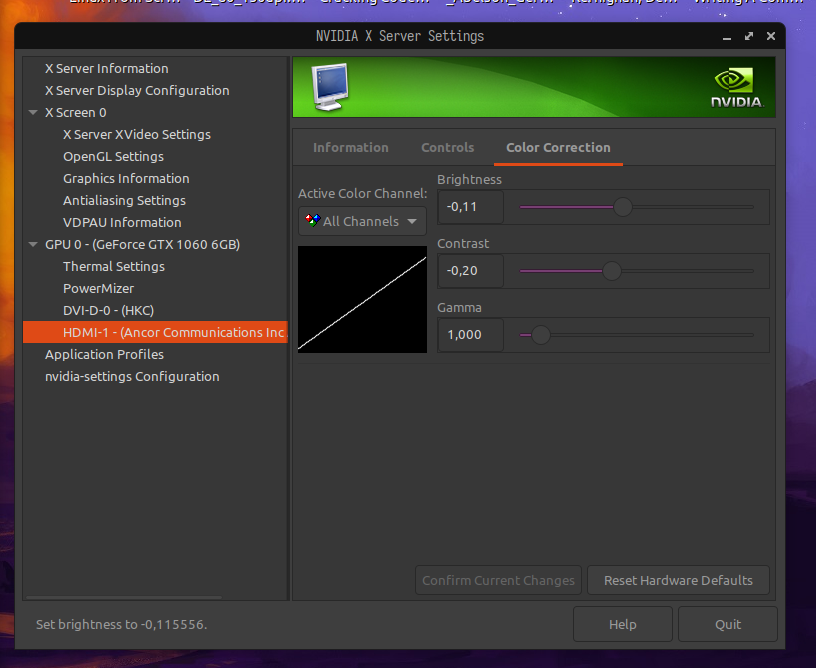 NVIDIA X Server Settings
X Server Information
X Server Display Configuration
X Screen 0
X Server XVideo Settings
OpenGL Settings
Graphics Information
Antialiasing Settings
VDPAU Information
GPU 0 - (GeForce GTX 1060 6GB)
Thermal Settings
PowerMizer
DVI-D-0 - (HKC)
HDMI-1 - (Ancor Communications Inc
Application Profiles
nvidia-settings Configuration
NVIDIA
Information Controls Color Correction
Active Color Channel:
All Channels
Brightness
-0,11
Contrast
-0,20
Gamma
1,000
Confirm Current Changes Reset Hardware Defaults
Set brightness to -0,115556.
Help Quit